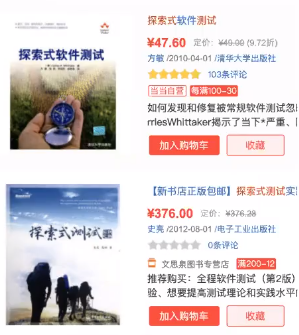 探索式软件测试
探索式软件测试
¥47.60 定价：¥49.00 (9.72折)
方敏 /2010-04-01 /清华大学出版社
103条评论
当当自营 每满100-30
如何发现和修复被常规软件测试忽
rrlesWhittaker揭示了当下*严重、
加入购物车 收藏
探索式测试
【新书店正版包邮】探索式测试实
¥376.00 定价：¥376.28
史亮 /2012-08-01 /电子工业出版社
0条评论
文思泉图书专营店 满200-12
推荐购买：全程软件测试（第2版）
验、想要提高测试理论和实践水平的
加入购物车 收藏